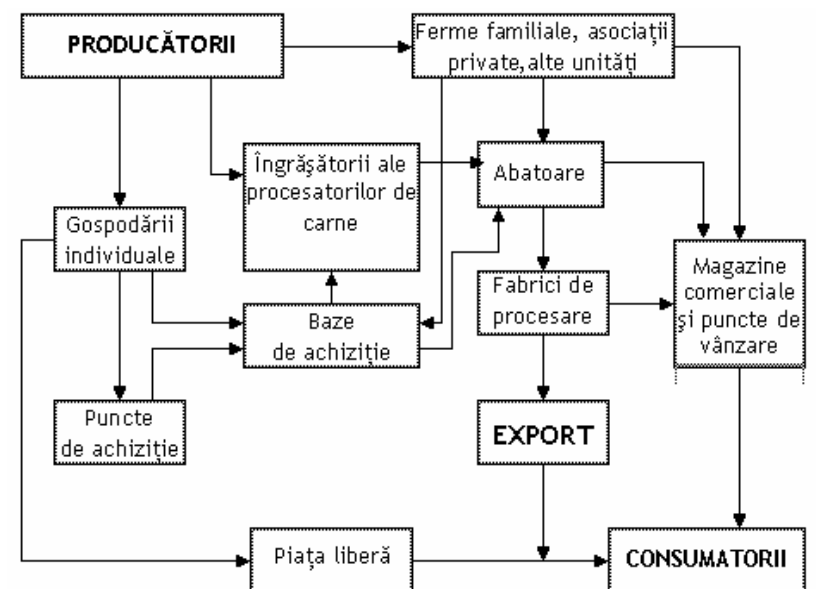 PRODUCĂTORII
Ferme familiale, asociații
private,alte unități
Îngrășătorii ale
procesatorilor de
carne
Abatoare
Gospodării
individuale
Magazine
comerciale
și puncte de
vânzare
Fabrici de
procesare
Baze
de achiziție
Puncte
de achiziție
EXPORT
Piața liberă
CONSUMATORII